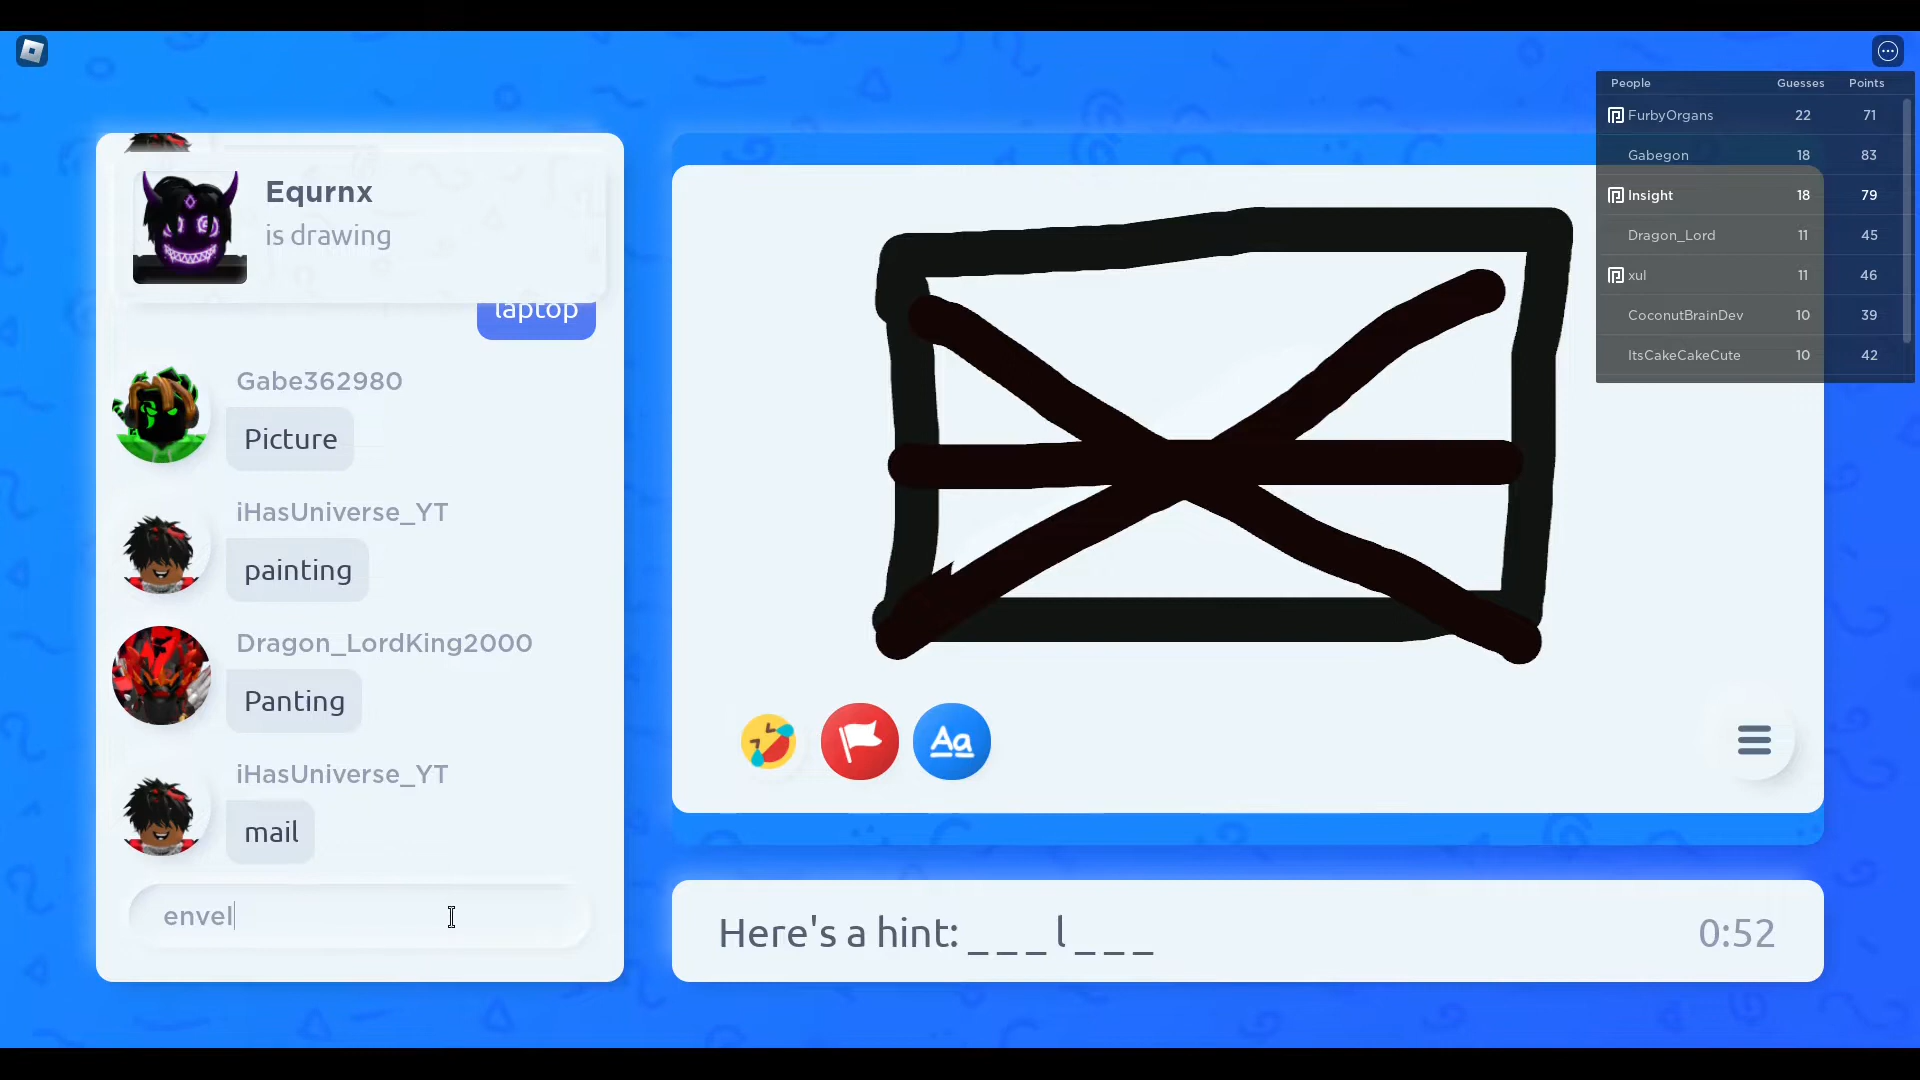 People Guesses Points
FurbyOrgans 22 71
Gabegon 18 83
Insight 18 79
Dragon_Lord 11 45
xul 11 46
CoconutBrainDev 10 39
ItsCakeCakeCute 10 42
Equrnx
is drawing
laptop
Gabe362980
Picture
iHasUniverse_YT
painting
Dragon_LordKing2000
Panting
iHasUniverse_YT
mail
envel
Aa
Here's a hint: _ _ _ l _ _ _
0:52